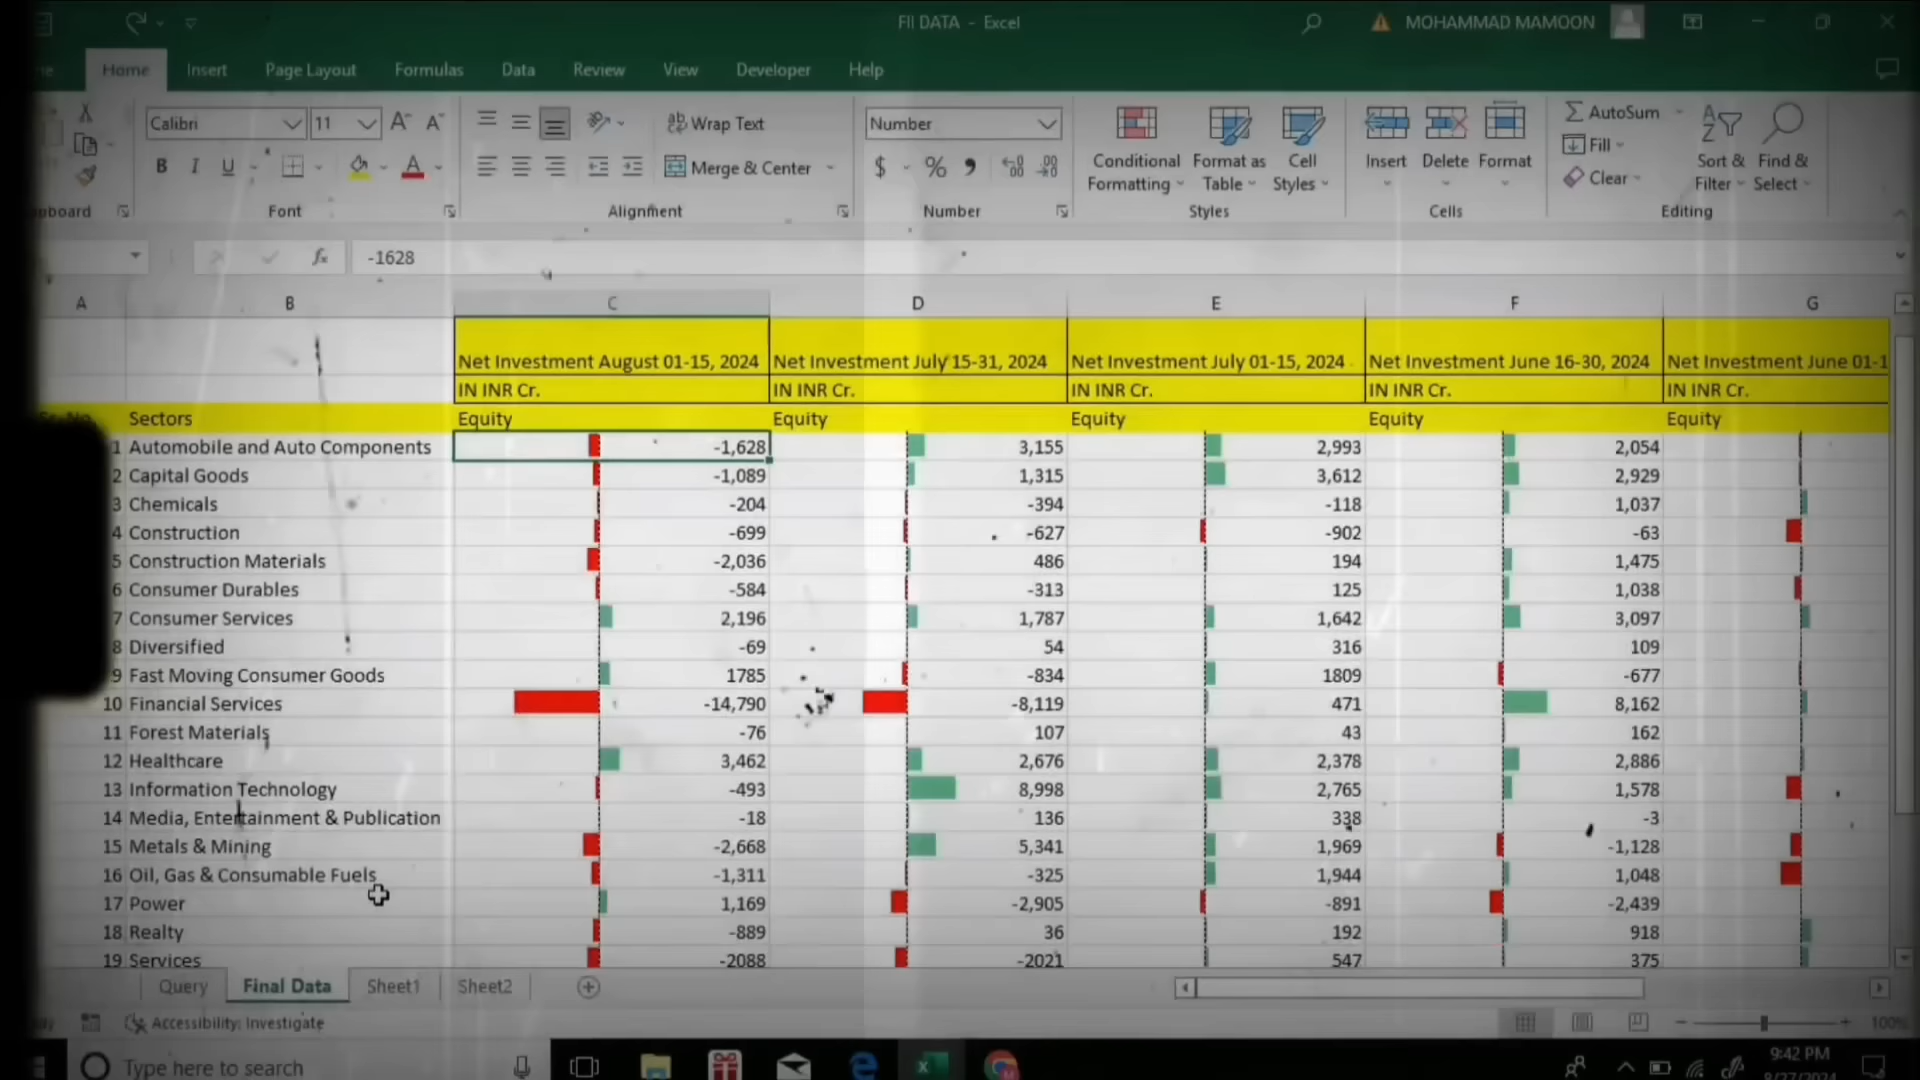 FII DATA - Excel
MOHAMMAD MAMOON
Home Insert Page Layout Formulas Data Review View Developer Help
Calibri 11
Wrap Text
Number
Conditional Formatting
Format as Table
Cell Styles
Insert Delete Format
AutoSum
Fill
Clear
Sort & Filter
Find & Select
B I U
Merge & Center
$ % ,
Font Alignment Number Styles Cells Editing
fx -1628
A B C D E F G
Net Investment August 01-15, 2024 Net Investment July 15-31, 2024 Net Investment July 01-15, 2024 Net Investment June 16-30, 2024 Net Investment June 01-1
IN INR Cr. IN INR Cr. IN INR Cr. IN INR Cr. IN INR Cr.
Sectors Equity Equity Equity Equity Equity
1 Automobile and Auto Components -1,628 3,155 2,993 2,054
2 Capital Goods -1,089 1,315 3,612 2,929
3 Chemicals -204 -394 -118 1,037
4 Construction -699 -627 -902 -63
5 Construction Materials -2,036 486 194 1,475
6 Consumer Durables -584 -313 125 1,038
7 Consumer Services 2,196 1,787 1,642 3,097
8 Diversified -69 54 316 109
9 Fast Moving Consumer Goods 1785 -834 1809 -677
10 Financial Services -14,790 -8,119 471 8,162
11 Forest Materials -76 107 43 162
12 Healthcare 3,462 2,676 2,378 2,886
13 Information Technology -493 8,998 2,765 1,578
14 Media, Entertainment & Publication -18 136 338 -3
15 Metals & Mining -2,668 5,341 1,969 -1,128
16 Oil, Gas & Consumable Fuels -1,311 -325 1,944 1,048
17 Power 1,169 -2,905 -891 -2,439
18 Realty -889 36 192 918
19 Services -2088 -2021 547 375
Query Final Data Sheet1 Sheet2
Accessibility: Investigate
100%
Type here to search
9:42 PM
8/27/2024